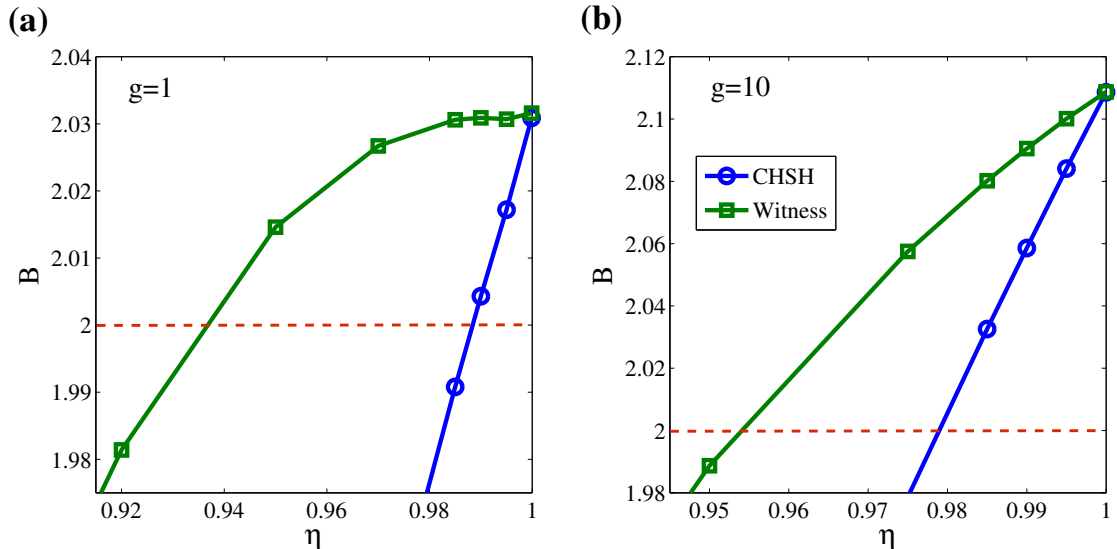 (a)
g=1
B
2.04
2.03
2.02
2.01
2
1.99
1.98
0.92 0.94 0.96 0.98 1
η
(b)
g=10
CHSH
Witness
B
2.12
2.1
2.08
2.06
2.04
2.02
2
1.98
0.95 0.96 0.97 0.98 0.99 1
η